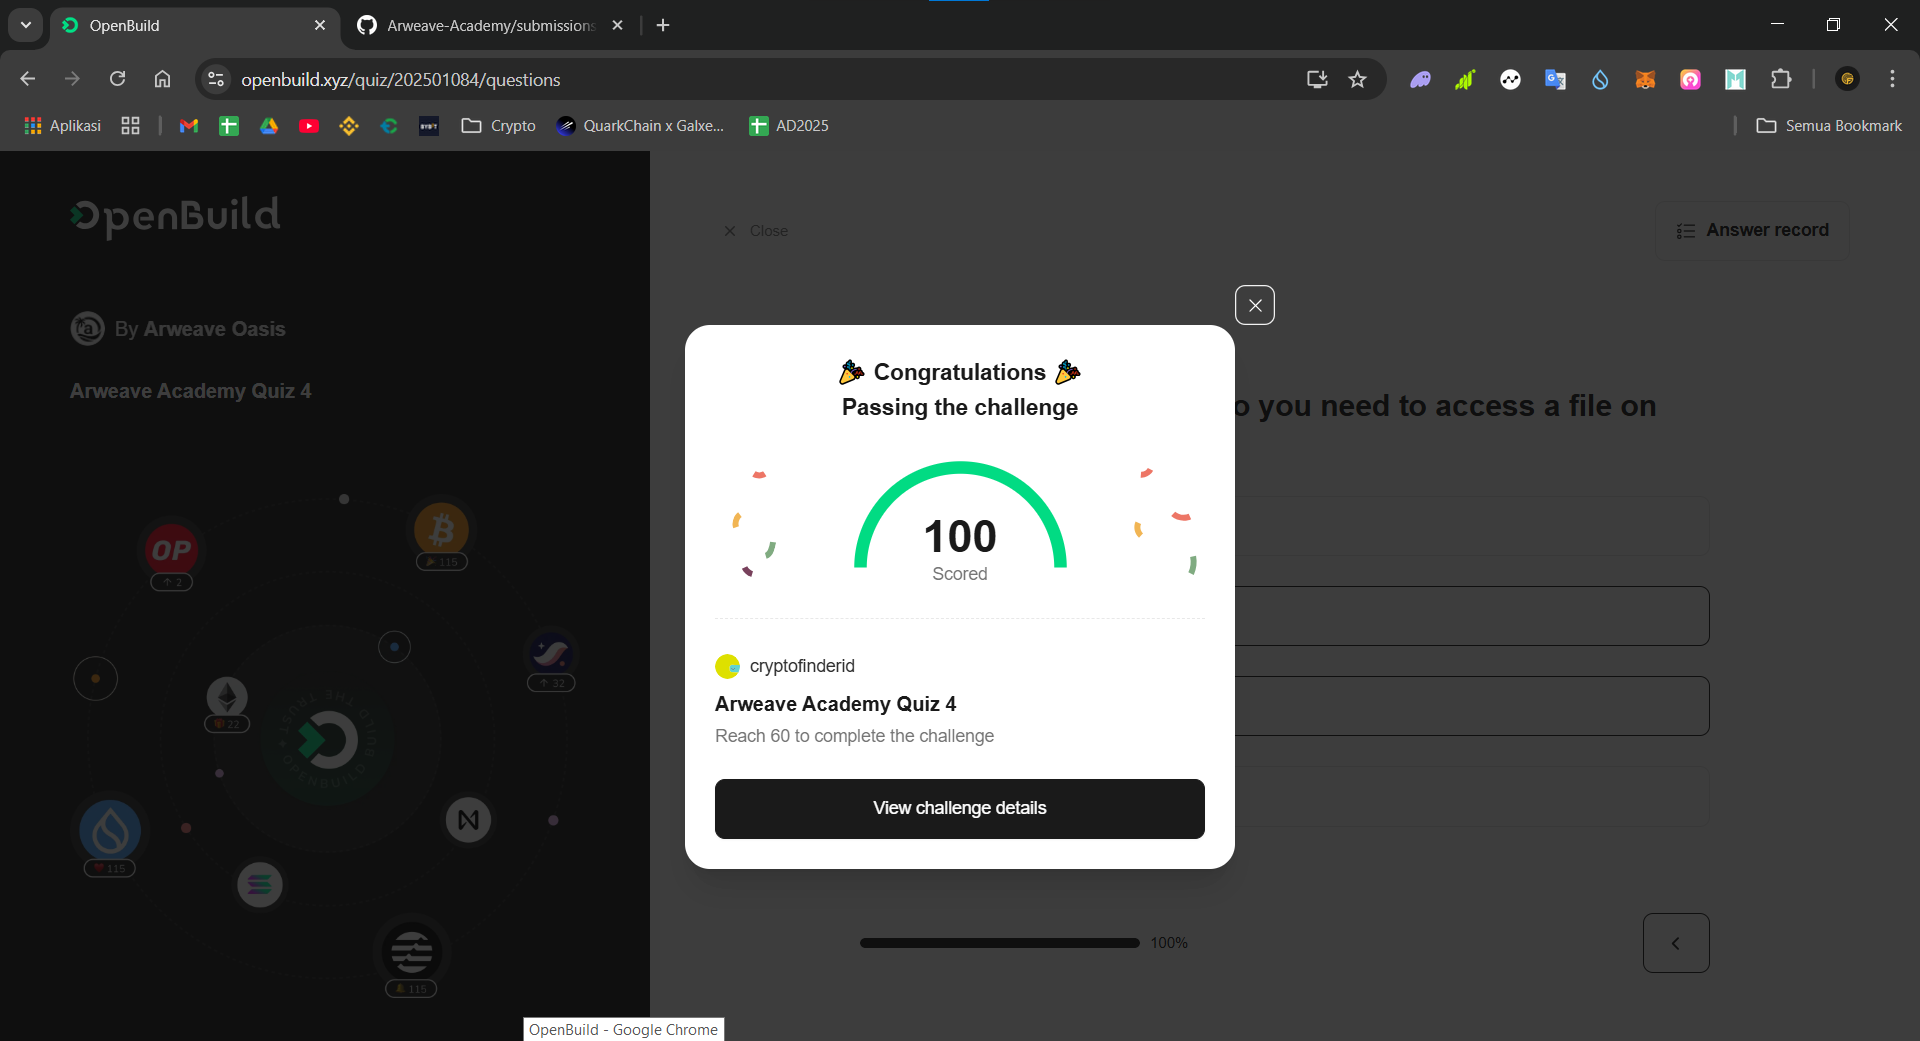 OpenBuild
Arweave-Academy/submissions
openbuild.xyz/quiz/202501084/questions
Aplikasi
Crypto
QuarkChain x Galxe...
AD2025
Semua Bookmark
OpenBuild
By Arweave Oasis
Arweave Academy Quiz 4
OP
2
115
32
22
115
115
Close
Answer record
o you need to access a file on
Congratulations
Passing the challenge
100
Scored
cryptofinderid
Arweave Academy Quiz 4
Reach 60 to complete the challenge
View challenge details
100%
OpenBuild - Google Chrome